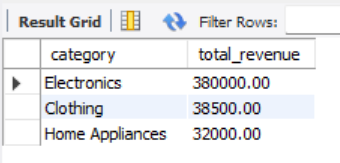 Result Grid Filter Rows:
category total_revenue
Electronics 380000.00
Clothing 38500.00
Home Appliances 32000.00